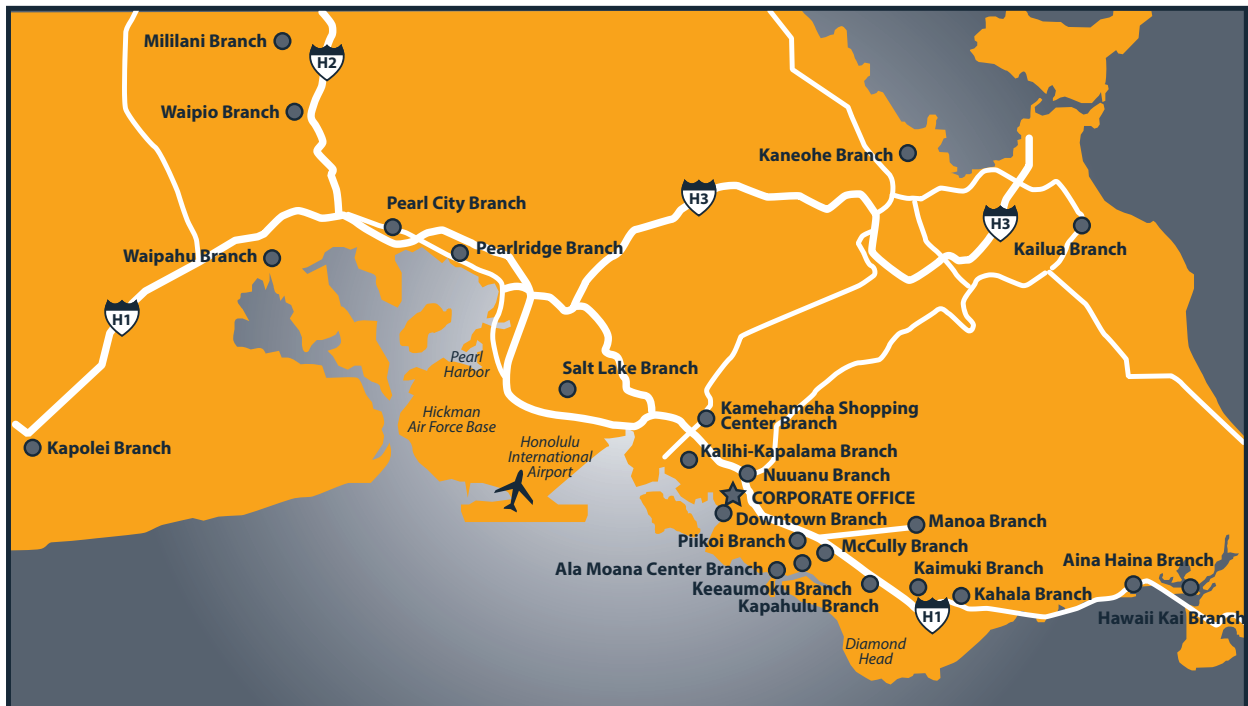 Mililani Branch
H2
Waipio Branch
Kaneohe Branch
H3
Pearl City Branch
H3
Pearlridge Branch
Kailua Branch
Waipahu Branch
H1
Pearl
Harbor
Salt Lake Branch
Hickman
Air Force Base
Kamehameha Shopping
Center Branch
Honolulu
International
Airport
Kapolei Branch
Kalihi-Kapalama Branch
Nuuanu Branch
CORPORATE OFFICE
Downtown Branch
Manoa Branch
Piikoi Branch
McCully Branch
Ala Moana Center Branch
Kaimuki Branch
Aina Haina Branch
Keeaumoku Branch
Kahala Branch
Kapahulu Branch
H1
Hawaii Kai Branch
Diamond
Head